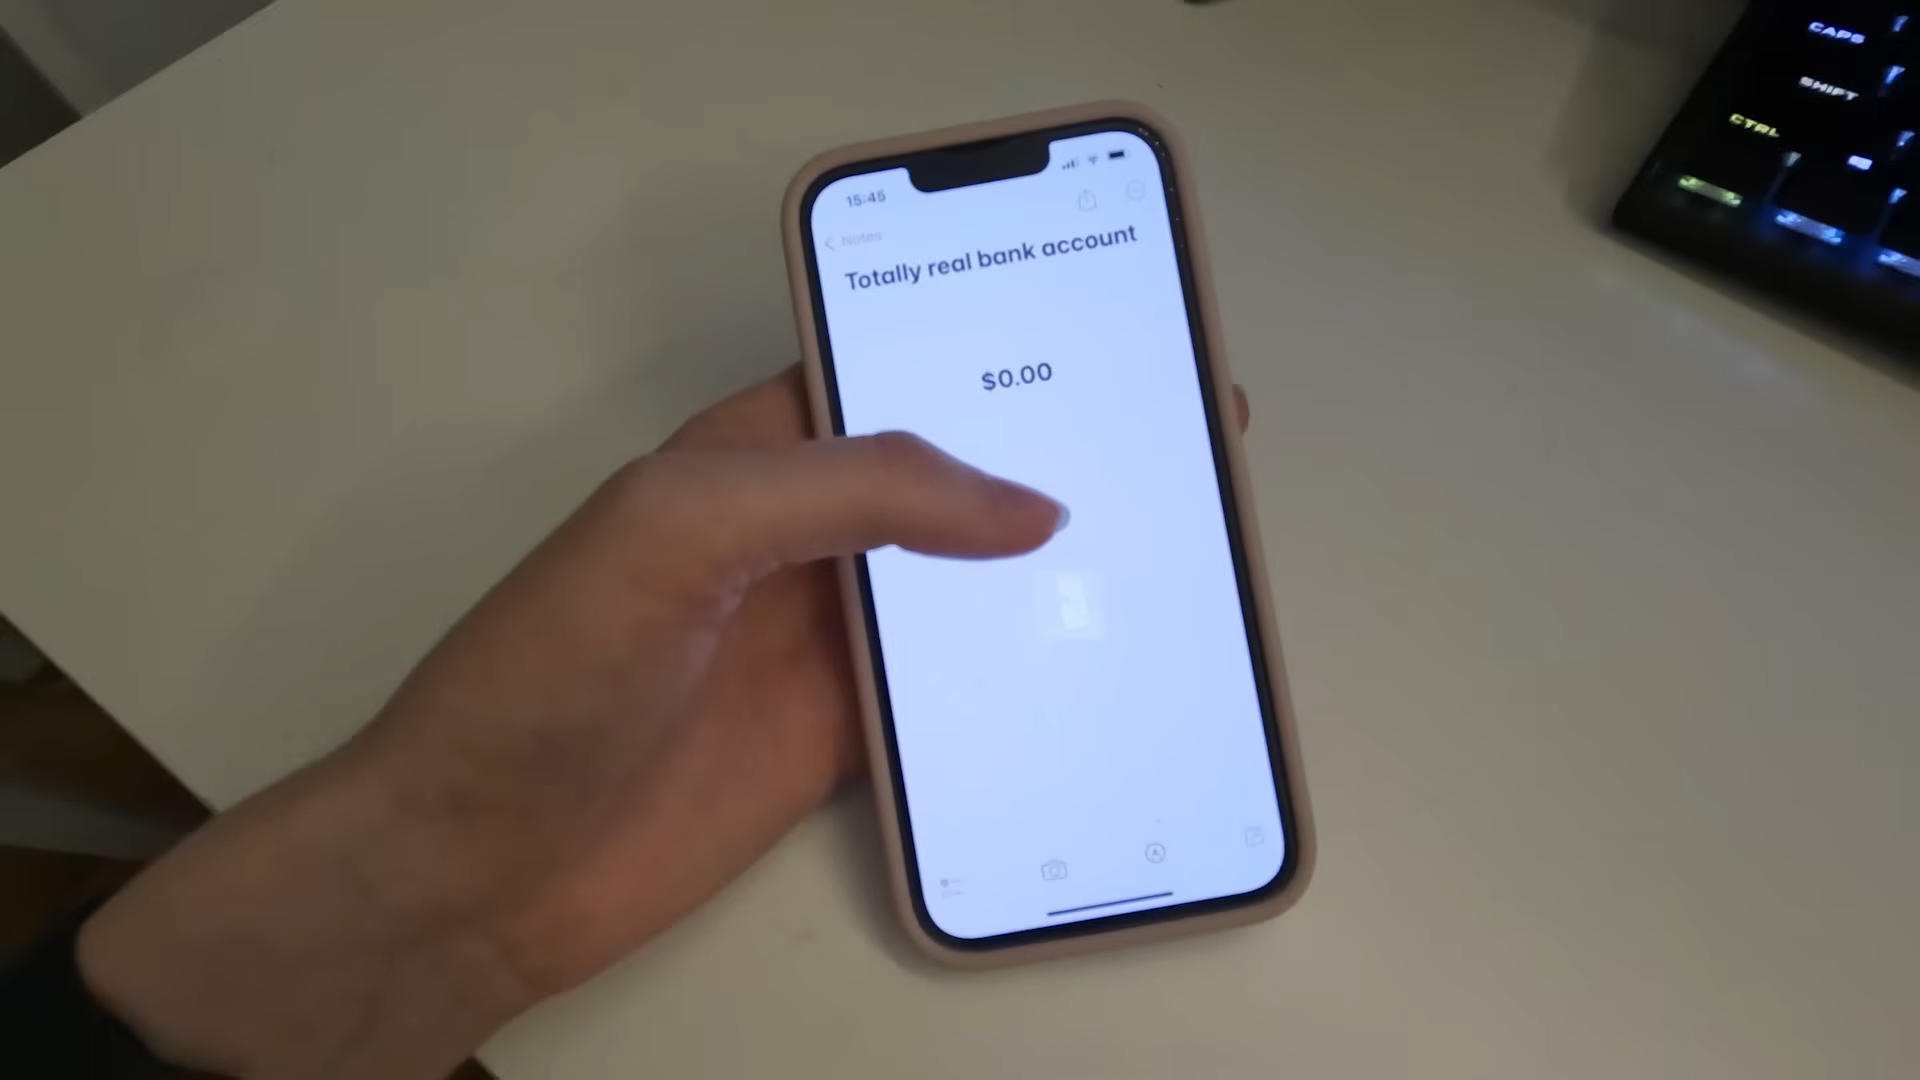 CAPS
SHIFT
CTRL
15:45
Notes
Totally real bank account
$0.00